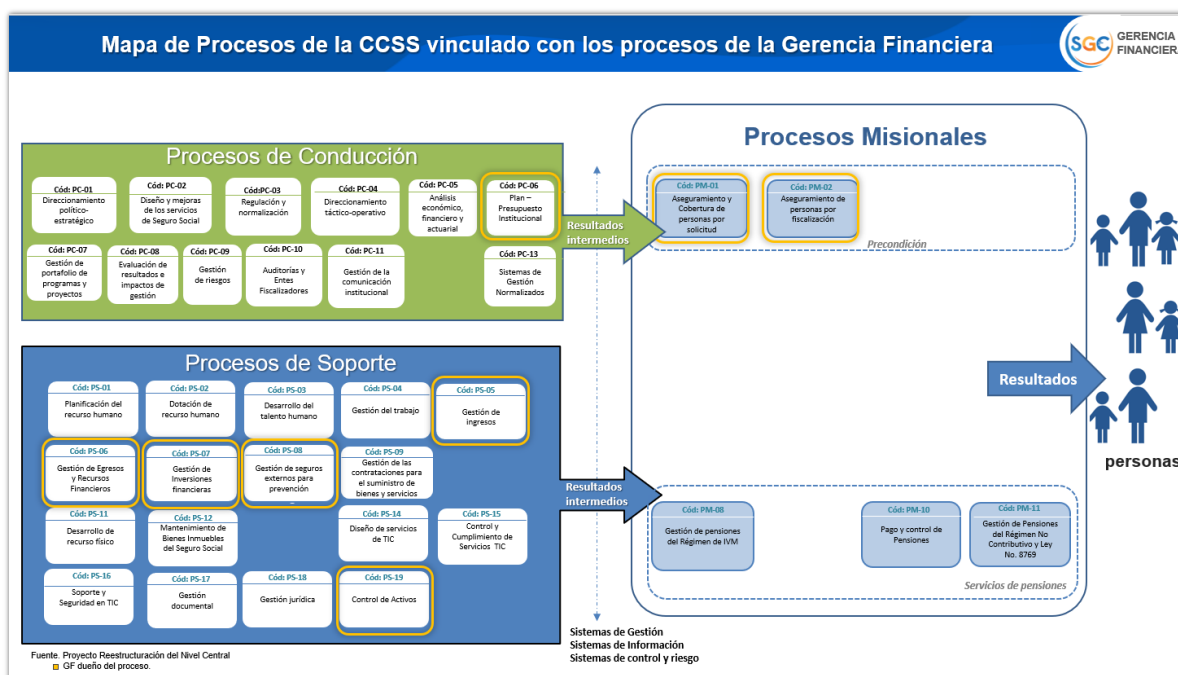 Mapa de Procesos de la CCSS vinculado con los procesos de la Gerencia Financiera
SGC
GERENCIA
FINANCIERA
Procesos de Conducción
Cód: PC-01
Direccionamiento
político-
estratégico
Cód: PC-02
Diseño y mejoras
de los servicios
de Seguro Social
Cód:PC-03
Regulación y
normalización
Cód: PC-04
Direccionamiento
táctico-operativo
Cód: PC-05
Análisis
económico,
financiero y
actuarial
Cód: PC-06
Plan –
Presupuesto
Institucional
Cód: PC-07
Gestión de
portafolio de
programas y
proyectos
Cód: PC-08
Evaluación de
resultados e
impactos de
gestión
Cód: PC-09
Gestión
de riesgos
Cód: PC-10
Auditorías y
Entes
Fiscalizadores
Cód: PC-11
Gestión de la
comunicación
institucional
Cód: PC-13
Sistemas de
Gestión
Normalizados
Resultados
intermedios
Procesos Misionales
Cód: PM-01
Aseguramiento y
Cobertura de
personas por
solicitud
Cód: PM-02
Aseguramiento de
personas por
fiscalización
Precondición
Procesos de Soporte
Cód: PS-01
Planificación del
recurso humano
Cód: PS-02
Dotación de
recurso humano
Cód: PS-03
Desarrollo del
talento humano
Cód: PS-04
Gestión del trabajo
Cód: PS-05
Gestión de
ingresos
Cód: PS-06
Gestión de Egresos
y Recursos
Financieros
Cód: PS-07
Gestión de
Inversiones
financieras
Cód: PS-08
Gestión de seguros
externos para
prevención
Cód: PS-09
Gestión de las
contrataciones para
el suministro de
bienes y servicios
Cód: PS-11
Desarrollo de
recurso físico
Cód: PS-12
Mantenimiento de
Bienes Inmuebles
del Seguro Social
Cód: PS-14
Diseño de servicios
de TIC
Cód: PS-15
Control y
Cumplimiento de
Servicios TIC
Cód: PS-16
Soporte y
Seguridad en TIC
Cód: PS-17
Gestión
documental
Cód: PS-18
Gestión jurídica
Cód: PS-19
Control de Activos
Resultados
intermedios
Cód: PM-08
Gestión de pensiones
del Régimen de IVM
Cód: PM-10
Pago y control de
Pensiones
Cód: PM-11
Gestión de Pensiones
del Régimen No
Contributivo y Ley
No. 8769
Servicios de pensiones
Resultados
personas
Sistemas de Gestión
Sistemas de Información
Sistemas de control y riesgo
Fuente. Proyecto Reestructuración del Nivel Central
GF dueño del proceso.